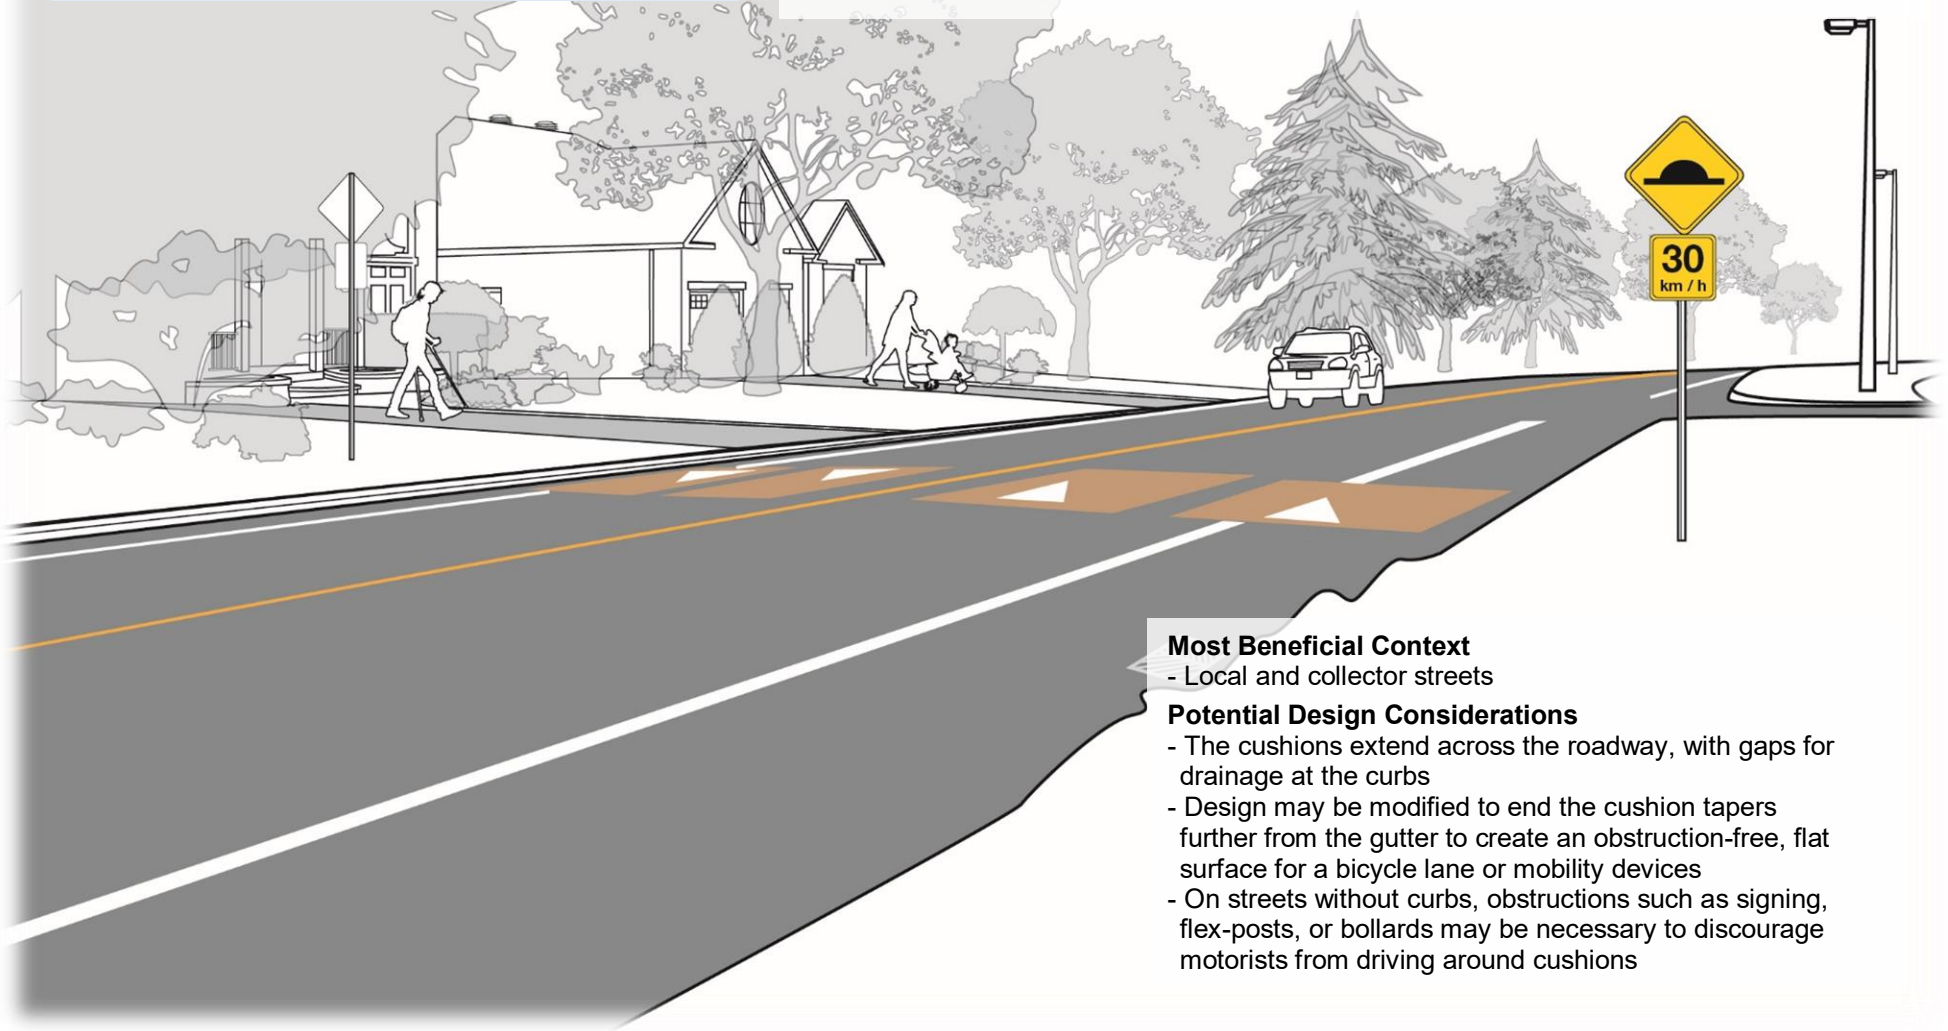 30
km / h
Most Beneficial Context
- Local and collector streets
Potential Design Considerations
- The cushions extend across the roadway, with gaps for
drainage at the curbs
- Design may be modified to end the cushion tapers
further from the gutter to create an obstruction-free, flat
surface for a bicycle lane or mobility devices
- On streets without curbs, obstructions such as signing,
flex-posts, or bollards may be necessary to discourage
motorists from driving around cushions